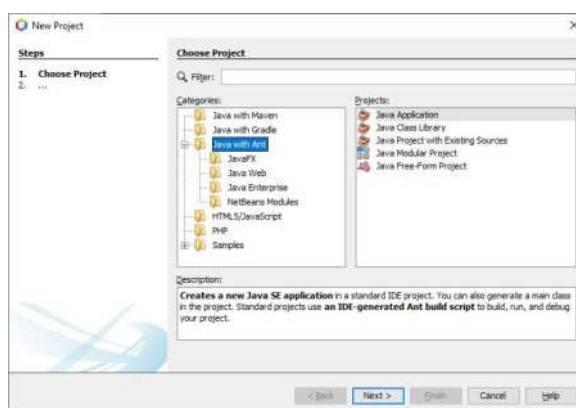 New Project
Steps
1. Choose Project
2. ...
Choose Project
Filter:
Categories:
Java with Maven
Java with Gradle
Java with Ant
JavaFX
Java Web
Java Enterprise
NetBeans Modules
HTML5/JavaScript
PHP
Samples
Projects:
Java Application
Java Class Library
Java Project with Existing Sources
Java Modular Project
Java Free-Form Project
Description:
Creates a new Java SE application in a standard IDE project. You can also generate a main class
in the project. Standard projects use an IDE-generated Ant build script to build, run, and debug
your project.
< Back Next > Finish Cancel Help